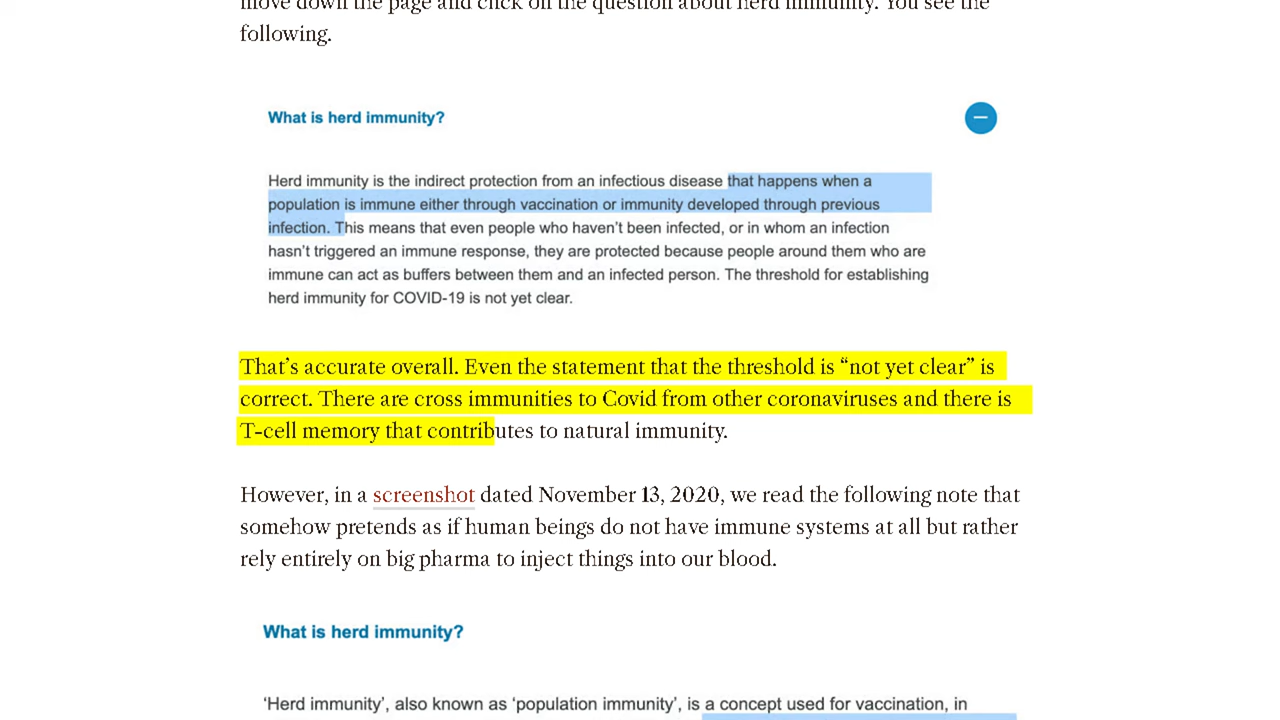 move down the page and click on the question about herd immunity. You see the
following.
What is herd immunity?
Herd immunity is the indirect protection from an infectious disease that happens when a
population is immune either through vaccination or immunity developed through previous
infection. This means that even people who haven't been infected, or in whom an infection
hasn't triggered an immune response, they are protected because people around them who are
immune can act as buffers between them and an infected person. The threshold for establishing
herd immunity for COVID-19 is not yet clear.
That's accurate overall. Even the statement that the threshold is “not yet clear” is
correct. There are cross immunities to Covid from other coronaviruses and there is
T-cell memory that contributes to natural immunity.
However, in a screenshot dated November 13, 2020, we read the following note that
somehow pretends as if human beings do not have immune systems at all but rather
rely entirely on big pharma to inject things into our blood.
What is herd immunity?
‘Herd immunity’, also known as ‘population immunity’, is a concept used for vaccination, in